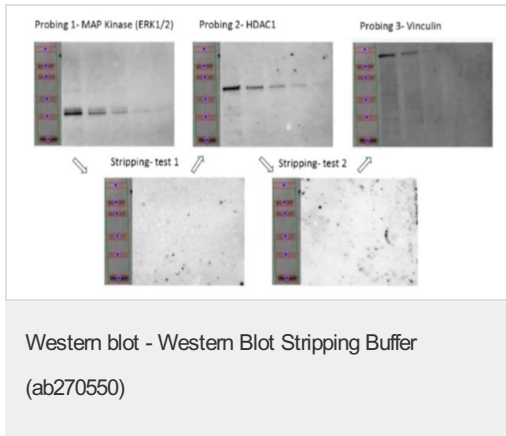 Probing 1- MAP Kinase (ERK1/2)
Probing 2- HDAC1
Probing 3- Vinculin
Stripping- test 1
Stripping- test 2
Western blot - Western Blot Stripping Buffer
(ab270550)